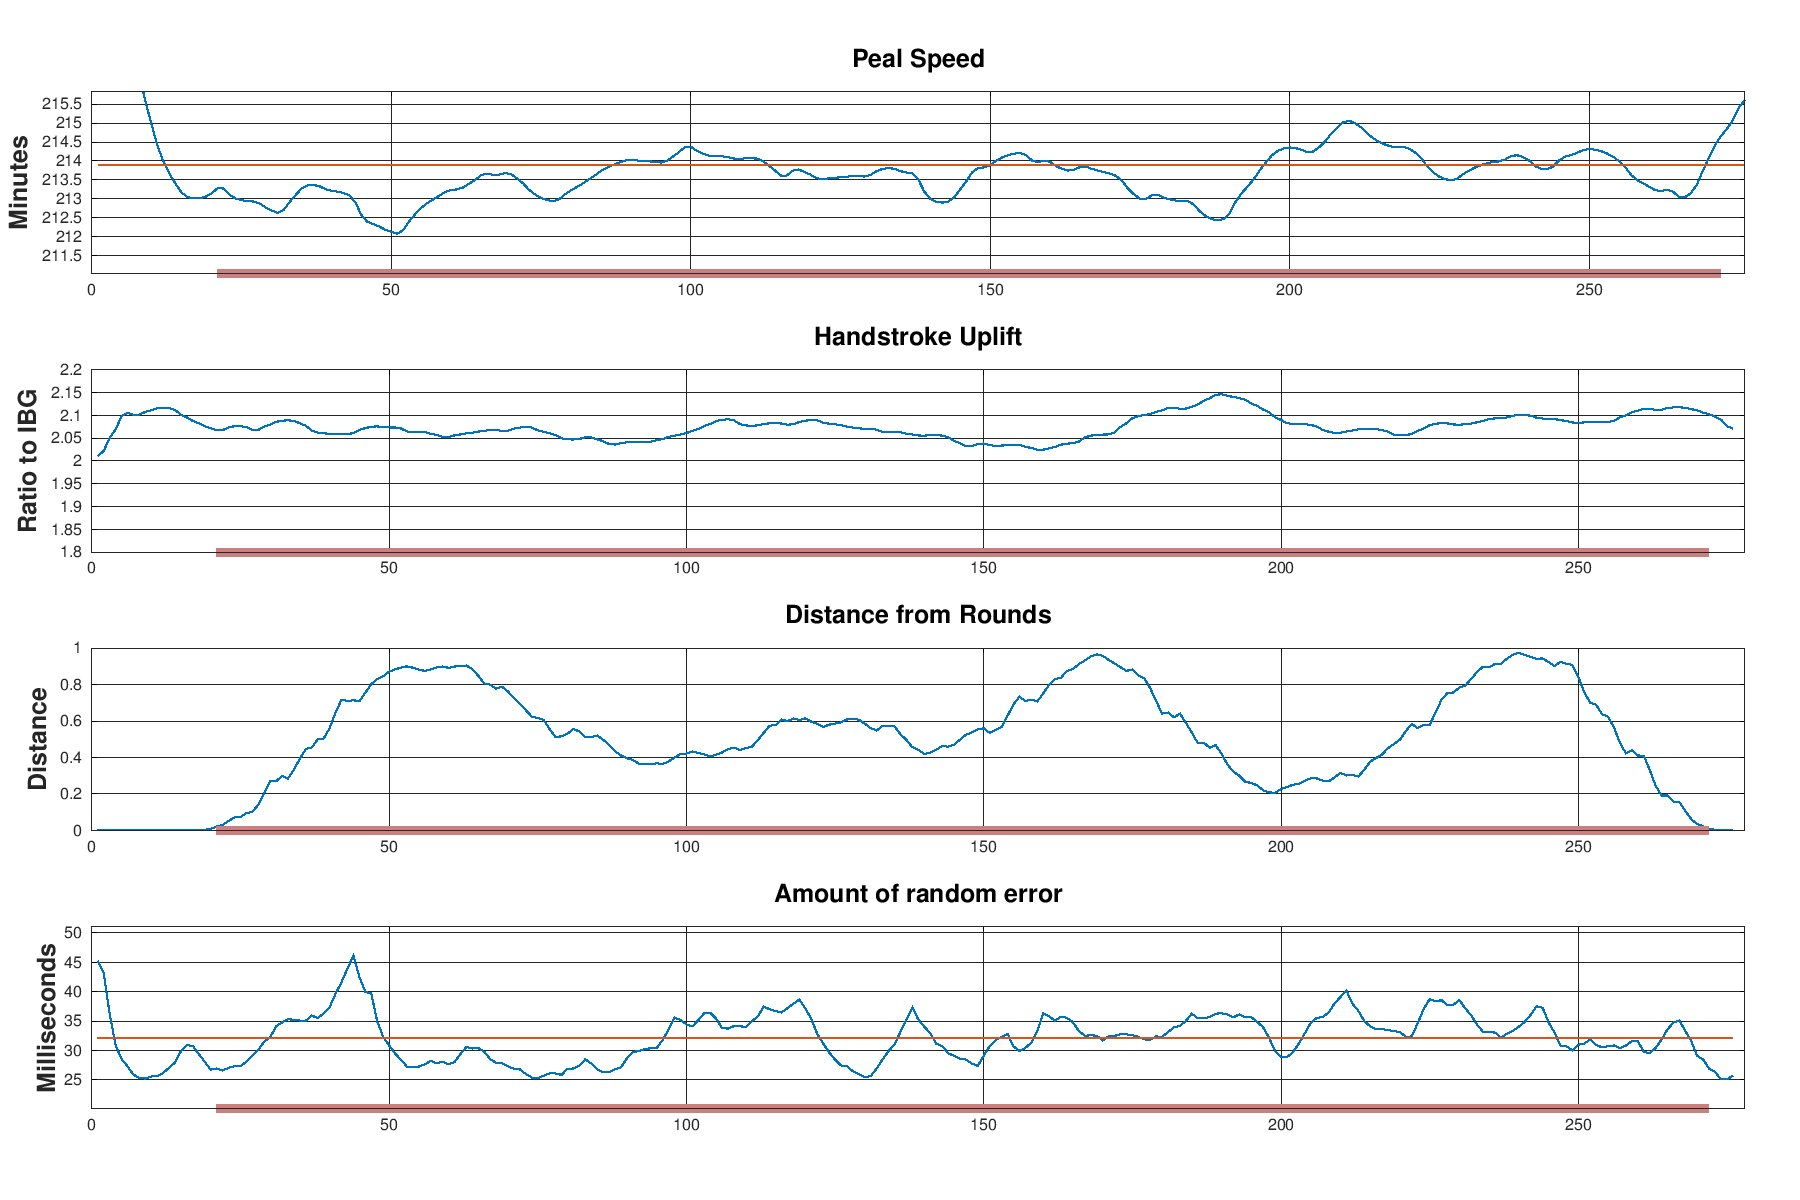 Peal Speed
Minutes
215.5
215
214.5
214
213.5
213
212.5
212
211.5
0 50 100 150 200 250
Handstroke Uplift
Ratio to IBG
2.2
2.15
2.1
2.05
2
1.95
1.9
1.85
1.8
0 50 100 150 200 250
Distance from Rounds
Distance
1
0.8
0.6
0.4
0.2
0
0 50 100 150 200 250
Amount of random error
Milliseconds
50
45
40
35
30
25
0 50 100 150 200 250